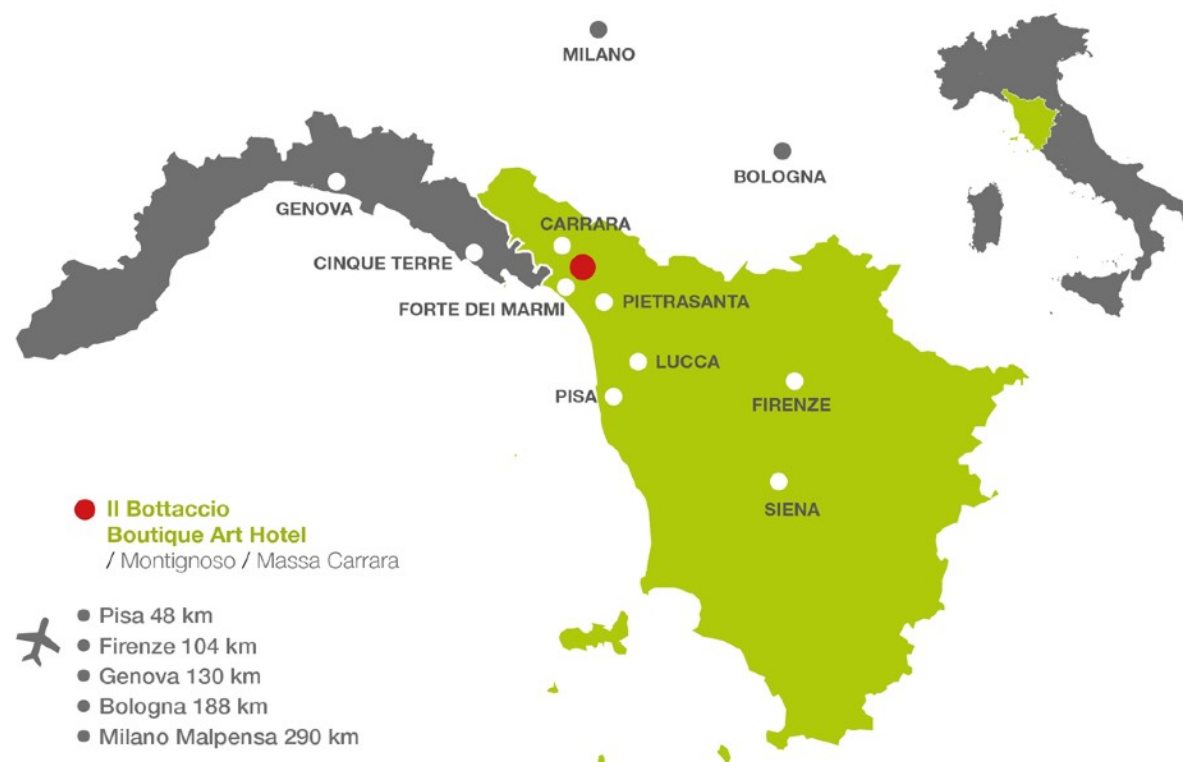 MILANO
BOLOGNA
GENOVA
CARRARA
CINQUE TERRE
FORTE DEI MARMI
PIETRASANTA
LUCCA
PISA
FIRENZE
SIENA
Il Bottaccio
Boutique Art Hotel
/ Montignoso / Massa Carrara
Pisa 48 km
Firenze 104 km
Genova 130 km
Bologna 188 km
Milano Malpensa 290 km